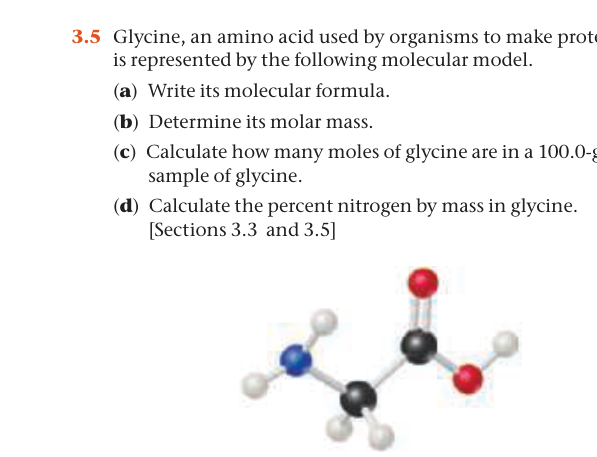 3.5 Glycine, an amino acid used by organisms to make prote
is represented by the following molecular model.
(a) Write its molecular formula.
(b) Determine its molar mass.
(c) Calculate how many moles of glycine are in a 100.0-g
sample of glycine.
(d) Calculate the percent nitrogen by mass in glycine.
[Sections 3.3 and 3.5]